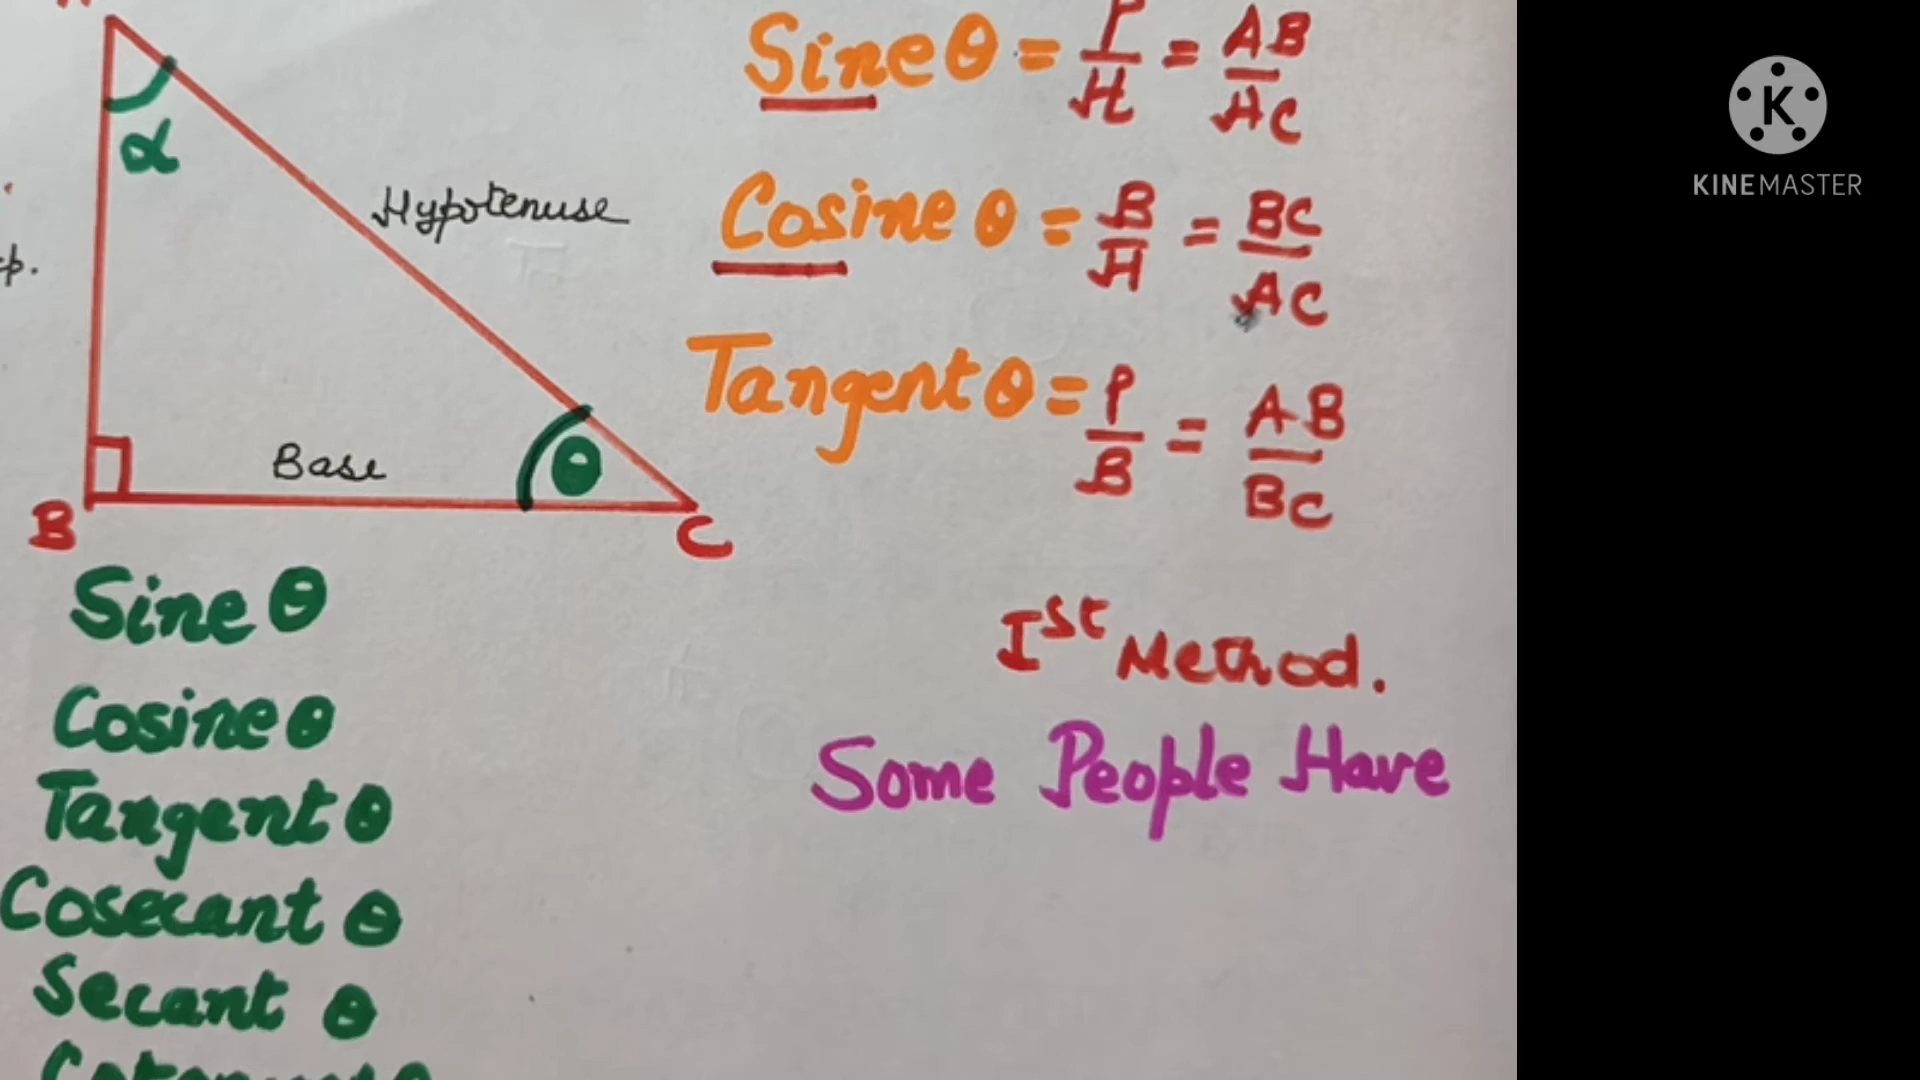 α
Hypotenuse
Base
θ
B
C
Sine θ = P/H = AB/AC
Cosine θ = B/H = BC/AC
Tangent θ = P/B = AB/BC
Sine θ
Cosine θ
Tangent θ
Cosecant θ
Secant θ
Ist Method.
Some People Have
K
KINEMASTER